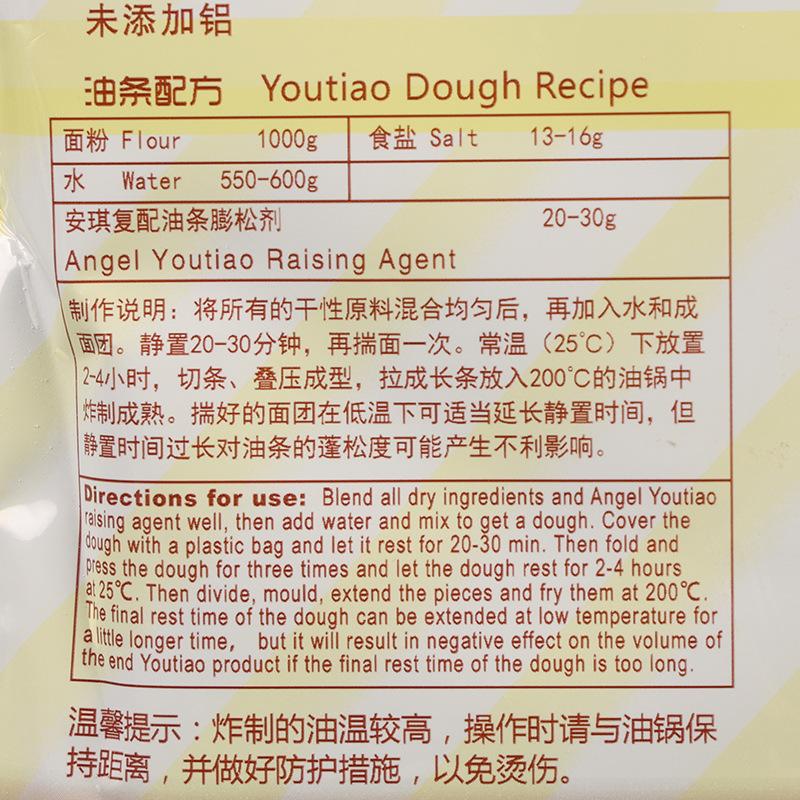 未添加铝
油条配方 Youtiao Dough Recipe
面粉 Flour 1000g 食盐 Salt 13-16g
水 Water 550-600g
安琪复配油条膨松剂 20-30g
Angel Youtiao Raising Agent
制作说明：将所有的干性原料混合均匀后，再加入水和成
面团。静置20-30分钟，再揣面一次。常温（25℃）下放置
2-4小时，切条、叠压成型，拉成长条放入200℃的油锅中
炸制成熟。揣好的面团在低温下可适当延长静置时间，但
静置时间过长对油条的蓬松度可能产生不利影响。
Directions for use: Blend all dry ingredients and Angel Youtiao
raising agent well, then add water and mix to get a dough. Cover the
dough with a plastic bag and let it rest for 20-30 min. Then fold and
press the dough for three times and let the dough rest for 2-4 hours
at 25℃. Then divide, mould, extend the pieces and fry them at 200℃.
The final rest time of the dough can be extended at low temperature for
a little longer time, but it will result in negative effect on the volume of
the end Youtiao product if the final rest time of the dough is too long.
温馨提示：炸制的油温较高，操作时请与油锅保
持距离，并做好防护措施，以免烫伤。